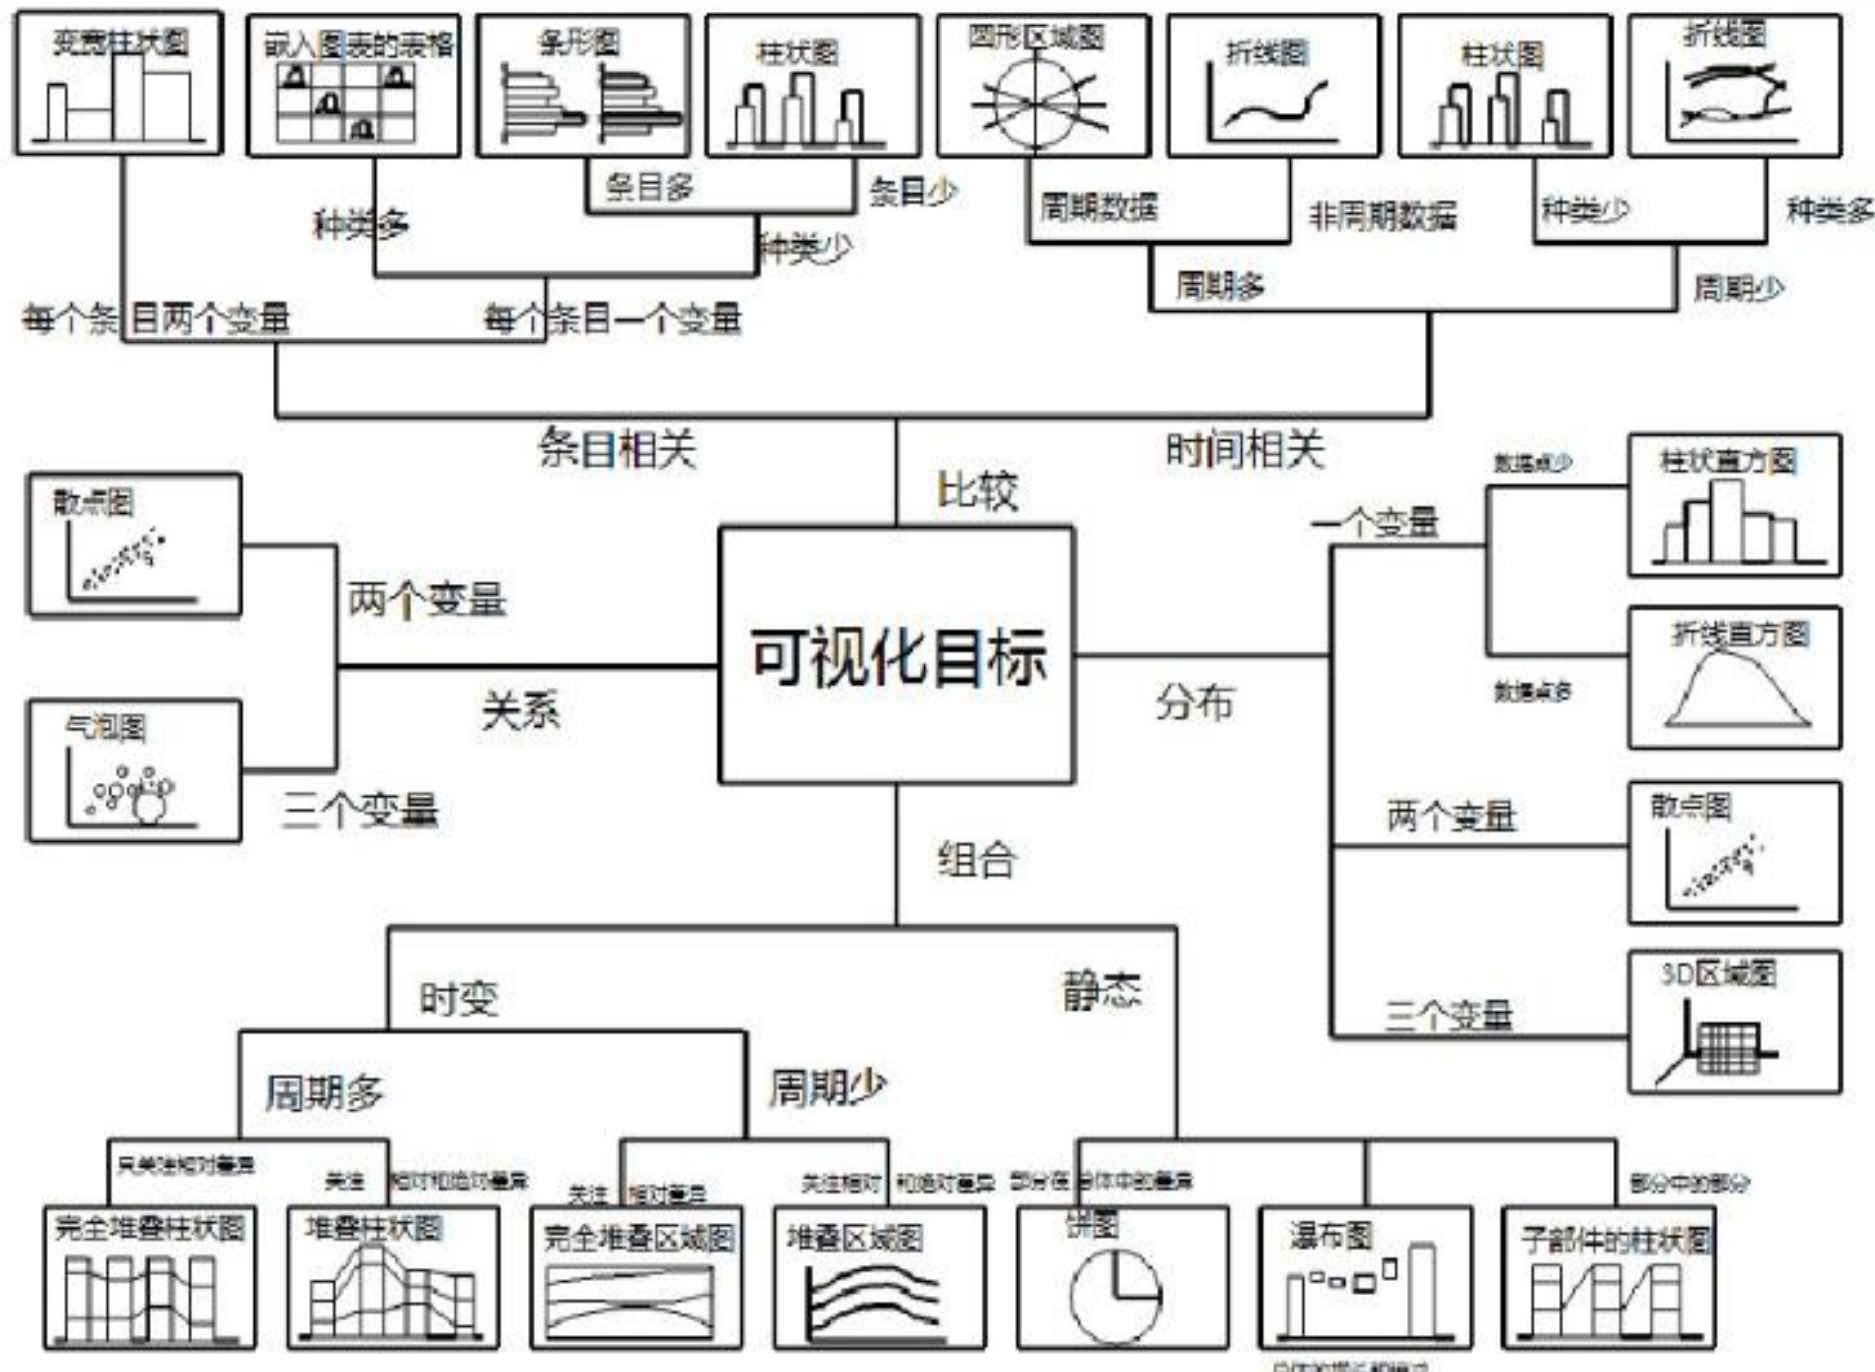 变宽柱状图
嵌入图表的表格
条形图
柱状图
圆形区域图
折线图
柱状图
折线图
条目多
条目少
种类多
种类少
周期数据
非周期数据
种类少
种类多
周期多
周期少
每个条目两个变量
每个条目一个变量
条目相关
时间相关
比较
散点图
两个变量
气泡图
三个变量
关系
可视化目标
分布
一个变量
数据点少
柱状直方图
折线直方图
数据点多
两个变量
散点图
三个变量
3D区域图
组合
时变
静态
周期多
周期少
只关注相对差异
关注相对和绝对差异
关注相对差异
关注相对和绝对差异
部分在总体中的差异
部分中的部分
完全堆叠柱状图
堆叠柱状图
完全堆叠区域图
堆叠区域图
饼图
瀑布图
子部件的柱状图